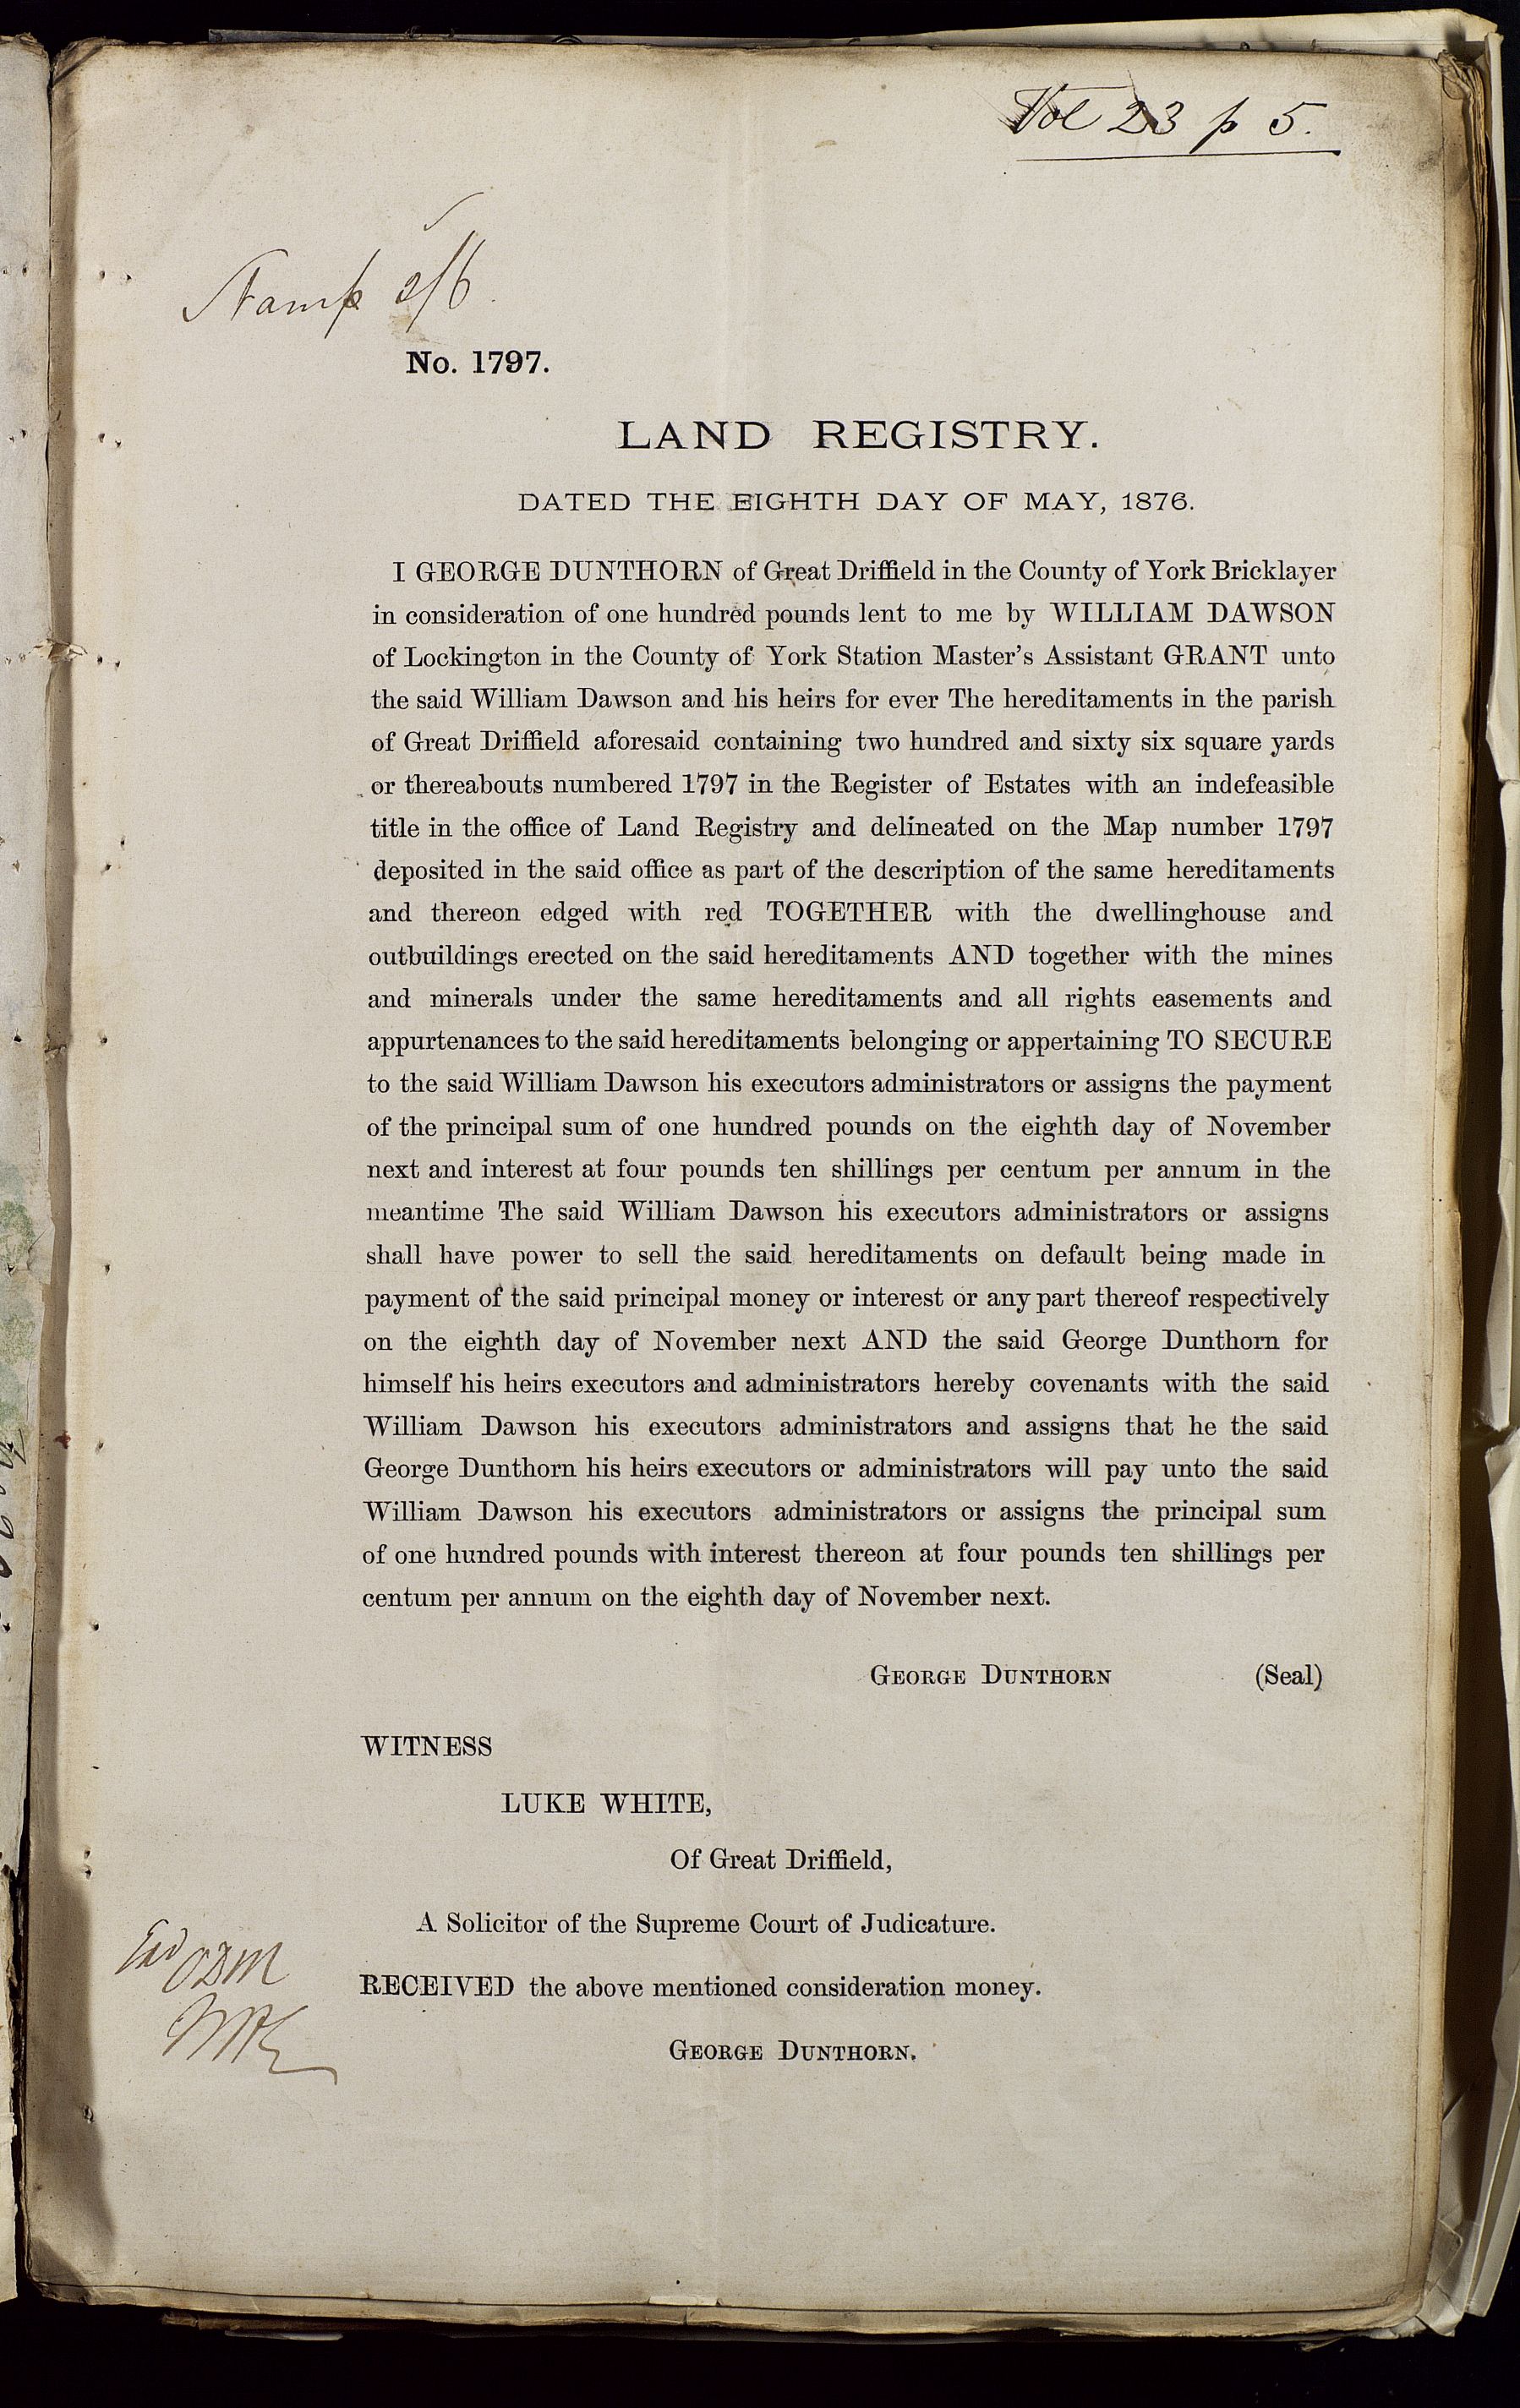 Vol 23 p 5.
Stamp 2/6.
No. 1797.
LAND REGISTRY.
DATED THE EIGHTH DAY OF MAY, 1876.
I GEORGE DUNTHORN of Great Driffield in the County of York Bricklayer
in consideration of one hundred pounds lent to me by WILLIAM DAWSON
of Lockington in the County of York Station Master's Assistant GRANT unto
the said William Dawson and his heirs for ever The hereditaments in the parish
of Great Driffield aforesaid containing two hundred and sixty six square yards
or thereabouts numbered 1797 in the Register of Estates with an indefeasible
title in the office of Land Registry and delineated on the Map number 1797
deposited in the said office as part of the description of the same hereditaments
and thereon edged with red TOGETHER with the dwellinghouse and
outbuildings erected on the said hereditaments AND together with the mines
and minerals under the same hereditaments and all rights easements and
appurtenances to the said hereditaments belonging or appertaining TO SECURE
to the said William Dawson his executors administrators or assigns the payment
of the principal sum of one hundred pounds on the eighth day of November
next and interest at four pounds ten shillings per centum per annum in the
meantime The said William Dawson his executors administrators or assigns
shall have power to sell the said hereditaments on default being made in
payment of the said principal money or interest or any part thereof respectively
on the eighth day of November next AND the said George Dunthorn for
himself his heirs executors and administrators hereby covenants with the said
William Dawson his executors administrators and assigns that he the said
George Dunthorn his heirs executors or administrators will pay unto the said
William Dawson his executors administrators or assigns the principal sum
of one hundred pounds with interest thereon at four pounds ten shillings per
centum per annum on the eighth day of November next.
GEORGE DUNTHORN (Seal)
WITNESS
LUKE WHITE,
Of Great Driffield,
A Solicitor of the Supreme Court of Judicature.
RECEIVED the above mentioned consideration money.
GEORGE DUNTHORN.